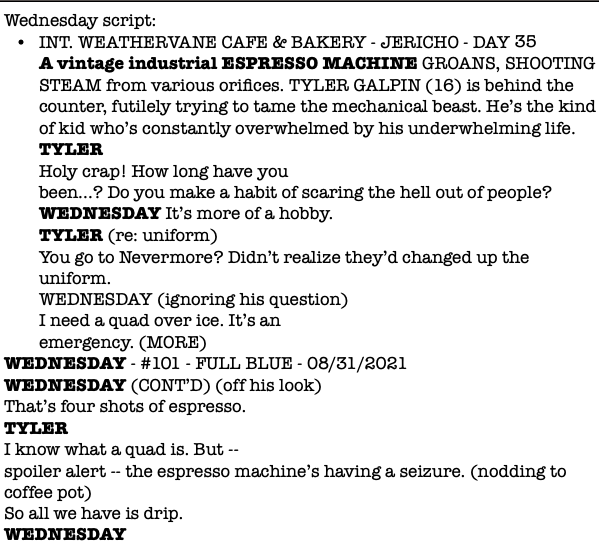 Wednesday script:
• INT. WEATHERVANE CAFE & BAKERY - JERICHO - DAY 35
A vintage industrial ESPRESSO MACHINE GROANS, SHOOTING
STEAM from various orifices. TYLER GALPIN (16) is behind the
counter, futilely trying to tame the mechanical beast. He's the kind
of kid who's constantly overwhelmed by his underwhelming life.
TYLER
Holy crap! How long have you
been...? Do you make a habit of scaring the hell out of people?
WEDNESDAY It's more of a hobby.
TYLER (re: uniform)
You go to Nevermore? Didn't realize they'd changed up the
uniform.
WEDNESDAY (ignoring his question)
I need a quad over ice. It's an
emergency. (MORE)
WEDNESDAY - #101 - FULL BLUE - 08/31/2021
WEDNESDAY (CONT'D) (off his look)
That's four shots of espresso.
TYLER
I know what a quad is. But --
spoiler alert -- the espresso machine's having a seizure. (nodding to
coffee pot)
So all we have is drip.
WEDNESDAY